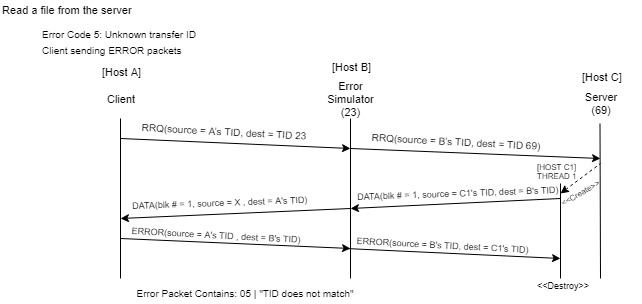 Read a file from the server
Error Code 5: Unknown transfer ID
Client sending ERROR packets
[Host A]
[Host B]
[Host C]
Client
Error
Simulator
(23)
Server
(69)
RRQ(source = A's TID, dest = TID 23
RRQ(source = B's TID, dest = TID 69)
[HOST C1]
THREAD 1
<<Create>>
DATA(blk # = 1, source = C1's TID, dest = B's TID)
DATA(blk # = 1, source = X , dest = A's TID)
ERROR(source = A's TID , dest = B's TID)
ERROR(source = B's TID, dest = C1's TID)
<<Destroy>>
Error Packet Contains: 05 | "TID does not match"